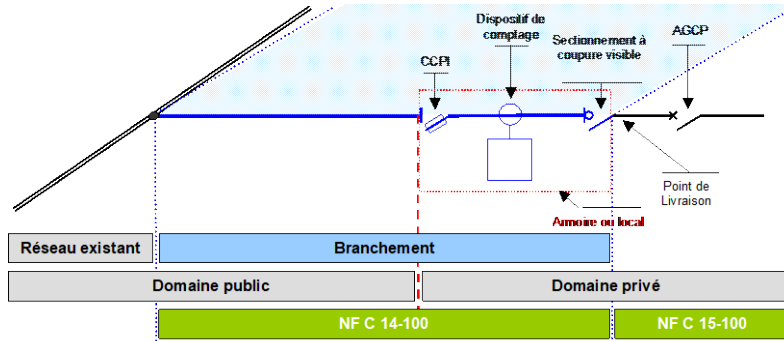 Dispositif de
comptage
Sectionnement à
coupure visible
AGCP
CCPI
Point de
Livraison
Armoire ou local
Réseau existant
Branchement
Domaine public
Domaine privé
NF C 14-100
NF C 15-100